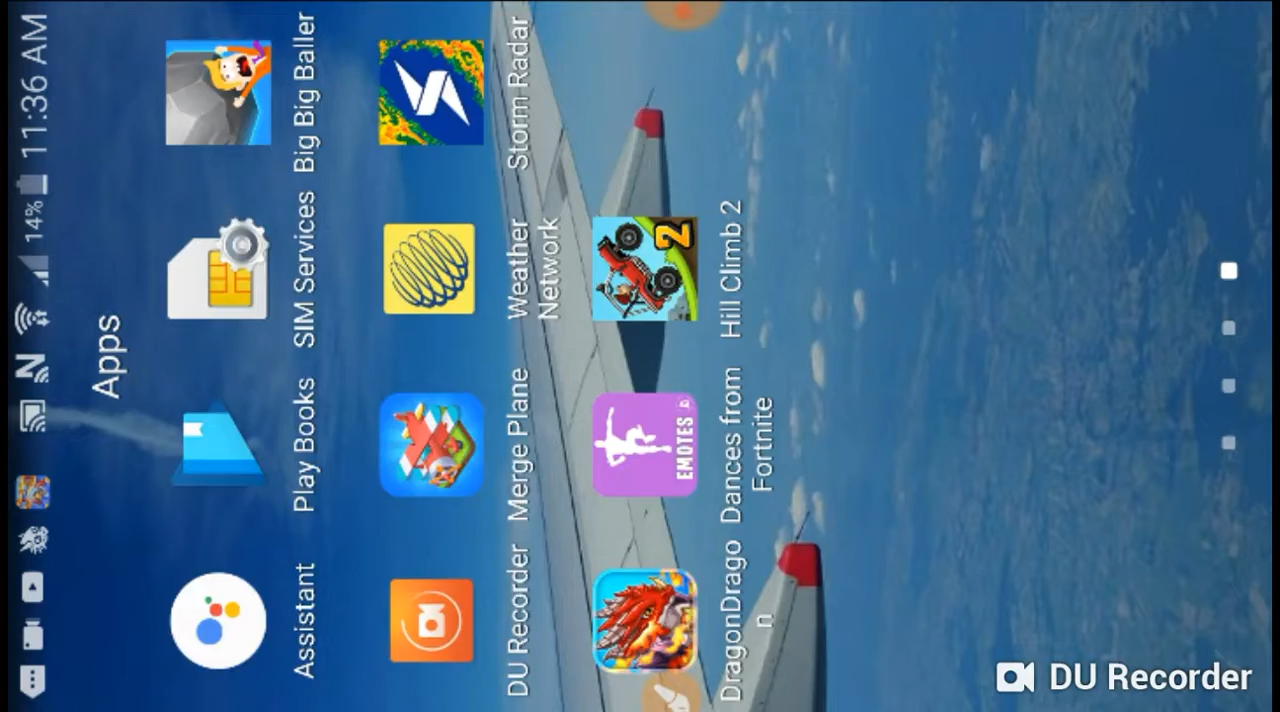 14% 11:36 AM
Apps
Assistant
Play Books
SIM Services
Big Big Baller
DU Recorder
Merge Plane
Weather
Network
Storm Radar
EMOTES
2
DragonDrago
n
Dances from
Fortnite
Hill Climb 2
DU Recorder